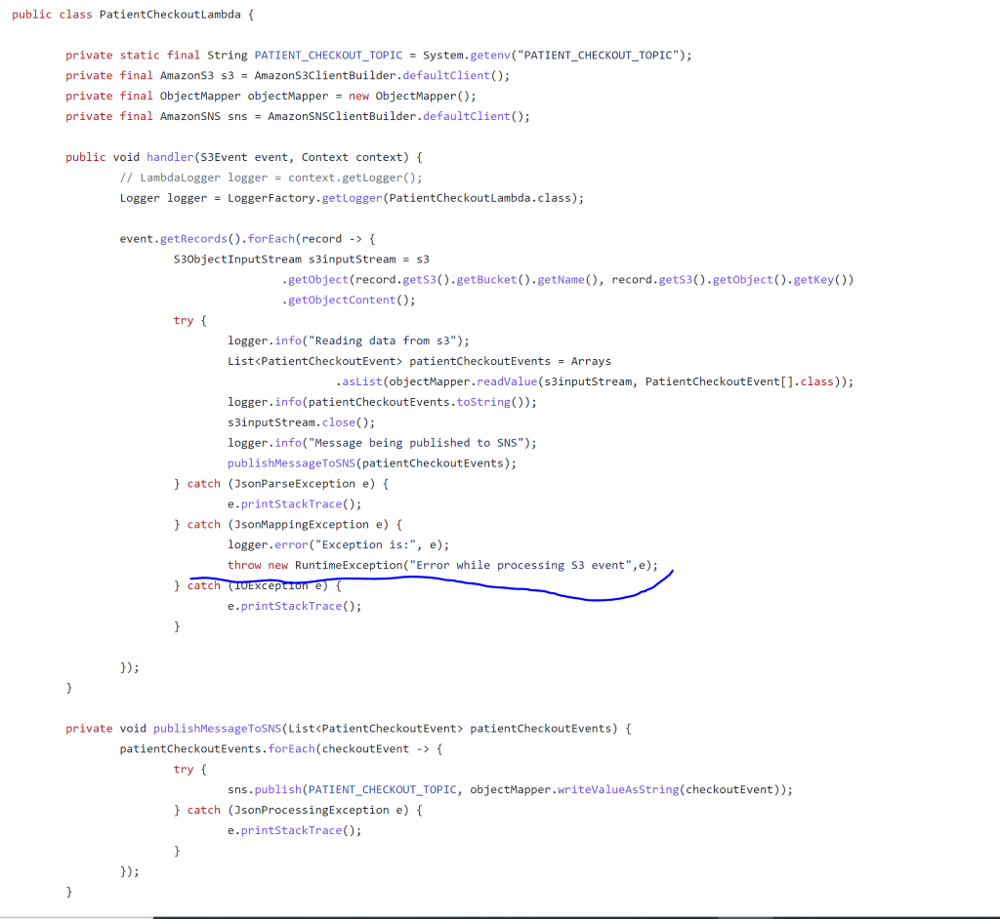 public class PatientCheckoutLambda {
private static final String PATIENT_CHECKOUT_TOPIC = System.getenv("PATIENT_CHECKOUT_TOPIC");
private final AmazonS3 s3 = AmazonS3ClientBuilder.defaultClient();
private final ObjectMapper objectMapper = new ObjectMapper();
private final AmazonSNS sns = AmazonSNSClientBuilder.defaultClient();
public void handler(S3Event event, Context context) {
// LambdaLogger logger = context.getLogger();
Logger logger = LoggerFactory.getLogger(PatientCheckoutLambda.class);
event.getRecords().forEach(record -> {
S3ObjectInputStream s3inputStream = s3
.getObject(record.getS3().getBucket().getName(), record.getS3().getObject().getKey())
.getObjectContent();
try {
logger.info("Reading data from s3");
List<PatientCheckoutEvent> patientCheckoutEvents = Arrays
.asList(objectMapper.readValue(s3inputStream, PatientCheckoutEvent[].class));
logger.info(patientCheckoutEvents.toString());
s3inputStream.close();
logger.info("Message being published to SNS");
publishMessageToSNS(patientCheckoutEvents);
} catch (JsonParseException e) {
e.printStackTrace();
} catch (JsonMappingException e) {
logger.error("Exception is:", e);
throw new RuntimeException("Error while processing S3 event",e);
} catch (IOException e) {
e.printStackTrace();
}
});
}
private void publishMessageToSNS(List<PatientCheckoutEvent> patientCheckoutEvents) {
patientCheckoutEvents.forEach(checkoutEvent -> {
try {
sns.publish(PATIENT_CHECKOUT_TOPIC, objectMapper.writeValueAsString(checkoutEvent));
} catch (JsonProcessingException e) {
e.printStackTrace();
}
});
}